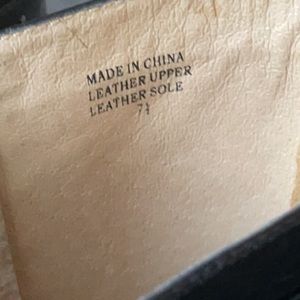 MADE IN CHINA
LEATHER UPPER
LEATHER SOLE
7½